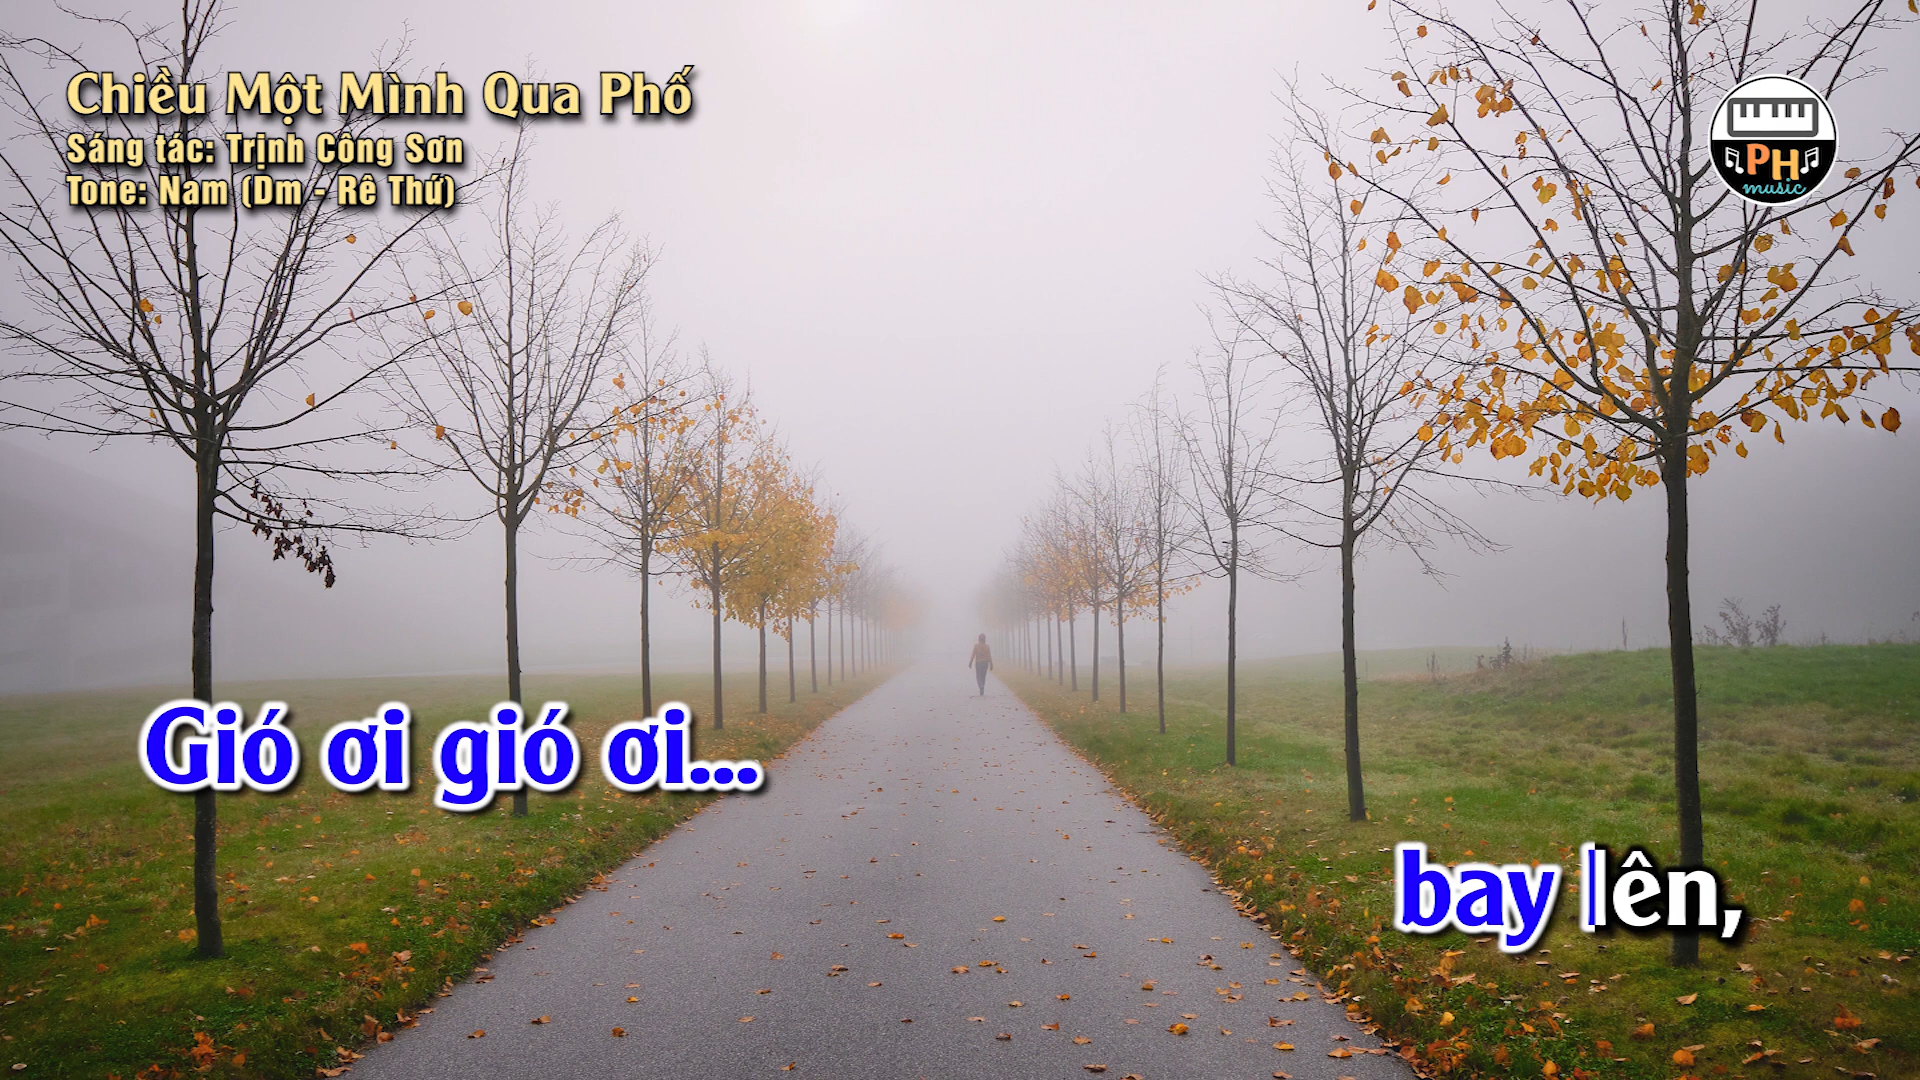 Chiều Một Mình Qua Phố
Sáng tác: Trịnh Công Sơn
Tone: Nam (Dm - Rê Thứ)
PH
music
Gió ơi gió ơi...
bay lên,